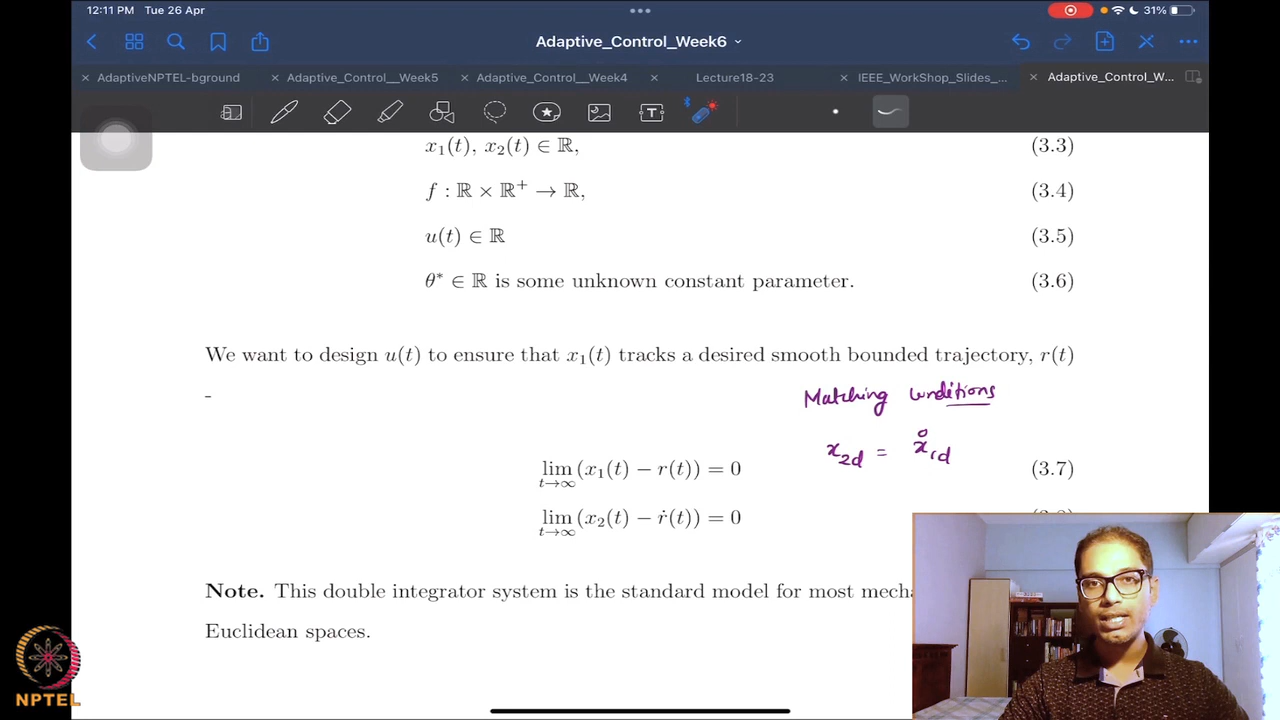 12:11 PM Tue 26 Apr
31%
Adaptive_Control_Week6
AdaptiveNPTEL-bground
Adaptive_Control__Week5
Adaptive_Control__Week4
Lecture18-23
IEEE_WorkShop_Slides_...
Adaptive_Control_W...
x₁(t), x₂(t) ∈ ℝ, (3.3)
f : ℝ × ℝ⁺ → ℝ, (3.4)
u(t) ∈ ℝ (3.5)
θ* ∈ ℝ is some unknown constant parameter. (3.6)
We want to design u(t) to ensure that x₁(t) tracks a desired smooth bounded trajectory, r(t)
-
Matching conditions
x₂d = ẋ₁d
lim t→∞ (x₁(t) − r(t)) = 0 (3.7)
lim t→∞ (x₂(t) − ṙ(t)) = 0
Note. This double integrator system is the standard model for most mecha
Euclidean spaces.
NPTEL